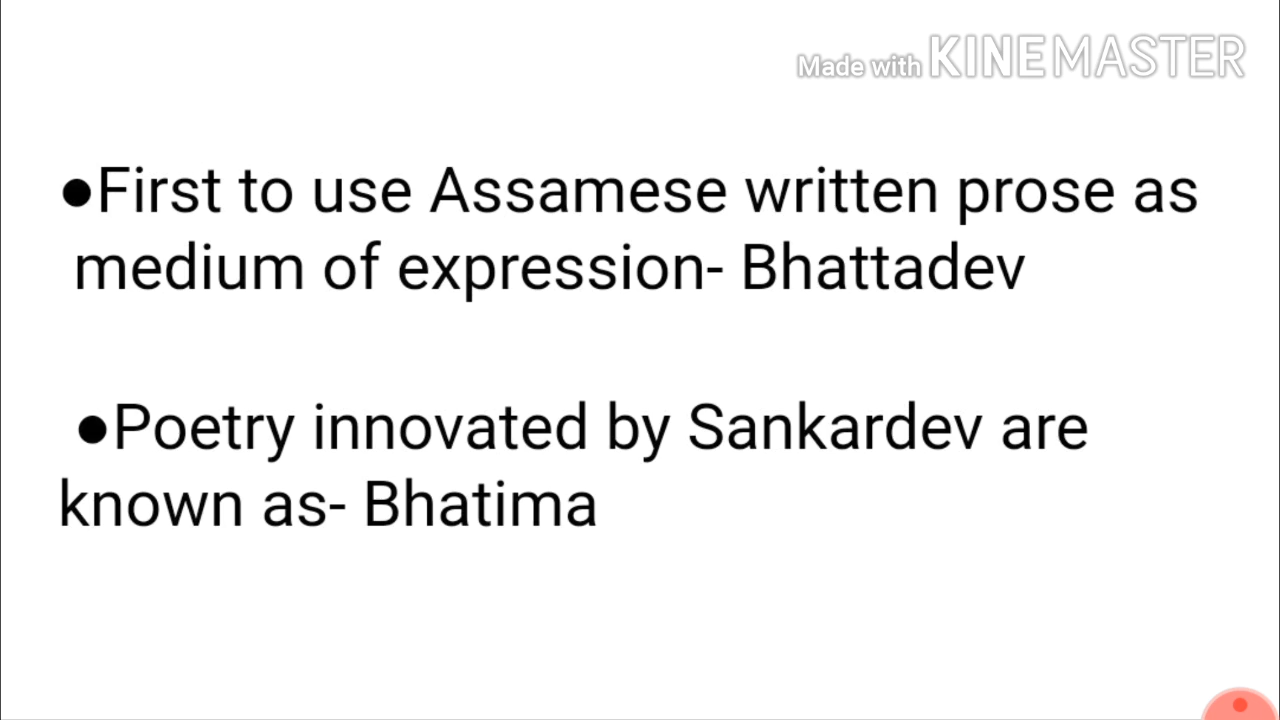 Made with KINEMASTER
●First to use Assamese written prose as
medium of expression- Bhattadev
●Poetry innovated by Sankardev are
known as- Bhatima